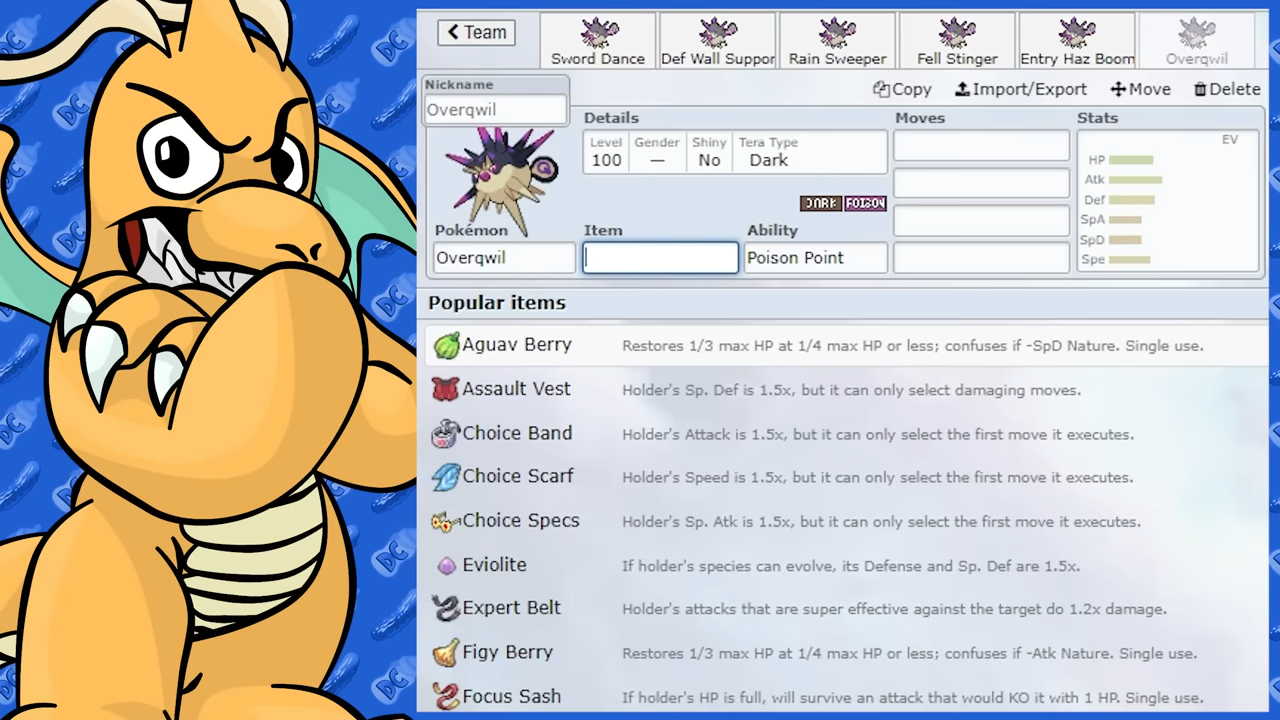 Team
Sword Dance
Def Wall Suppor
Rain Sweeper
Fell Stinger
Entry Haz Boom
Overqwil
Nickname
Overqwil
Copy
Import/Export
Move
Delete
Details
Level
Gender
Shiny
Tera Type
100
—
No
Dark
DARK
POISON
Pokémon
Overqwil
Item
Ability
Poison Point
Moves
Stats
EV
HP
Atk
Def
SpA
SpD
Spe
Popular items
Aguav Berry Restores 1/3 max HP at 1/4 max HP or less; confuses if -SpD Nature. Single use.
Assault Vest Holder's Sp. Def is 1.5x, but it can only select damaging moves.
Choice Band Holder's Attack is 1.5x, but it can only select the first move it executes.
Choice Scarf Holder's Speed is 1.5x, but it can only select the first move it executes.
Choice Specs Holder's Sp. Atk is 1.5x, but it can only select the first move it executes.
Eviolite If holder's species can evolve, its Defense and Sp. Def are 1.5x.
Expert Belt Holder's attacks that are super effective against the target do 1.2x damage.
Figy Berry Restores 1/3 max HP at 1/4 max HP or less; confuses if -Atk Nature. Single use.
Focus Sash If holder's HP is full, will survive an attack that would KO it with 1 HP. Single use.
DC
DC
DC
DC
DC
DC